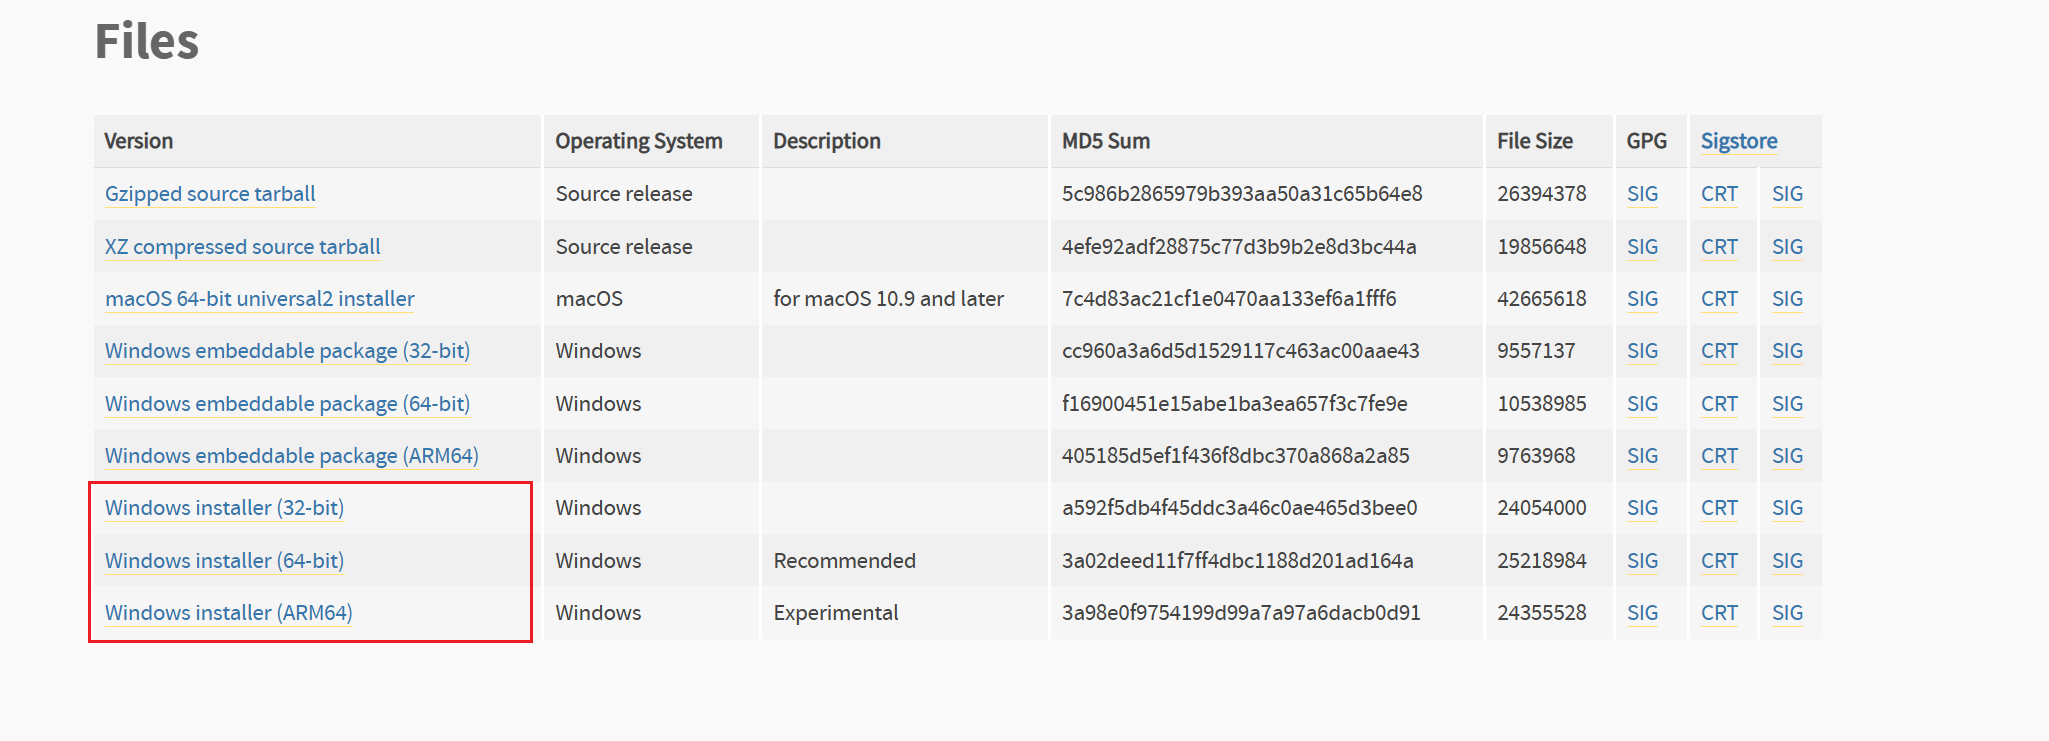 Files
Version Operating System Description MD5 Sum File Size GPG Sigstore
Gzipped source tarball Source release 5c986b2865979b393aa50a31c65b64e8 26394378 SIG CRT SIG
XZ compressed source tarball Source release 4efe92adf28875c77d3b9b2e8d3bc44a 19856648 SIG CRT SIG
macOS 64-bit universal2 installer macOS for macOS 10.9 and later 7c4d83ac21cf1e0470aa133ef6a1fff6 42665618 SIG CRT SIG
Windows embeddable package (32-bit) Windows cc960a3a6d5d1529117c463ac00aae43 9557137 SIG CRT SIG
Windows embeddable package (64-bit) Windows f16900451e15abe1ba3ea657f3c7fe9e 10538985 SIG CRT SIG
Windows embeddable package (ARM64) Windows 405185d5ef1f436f8dbc370a868a2a85 9763968 SIG CRT SIG
Windows installer (32-bit) Windows a592f5db4f45ddc3a46c0ae465d3bee0 24054000 SIG CRT SIG
Windows installer (64-bit) Windows Recommended 3a02deed11f7ff4dbc1188d201ad164a 25218984 SIG CRT SIG
Windows installer (ARM64) Windows Experimental 3a98e0f9754199d99a7a97a6dacb0d91 24355528 SIG CRT SIG